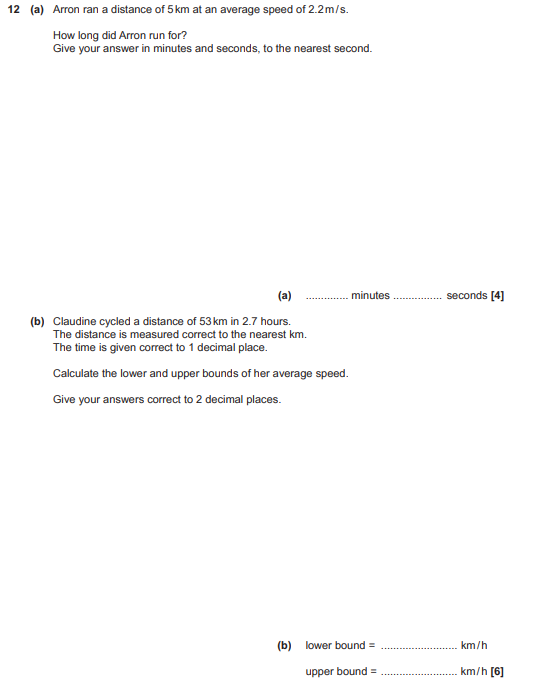 12 (a) Arron ran a distance of 5 km at an average speed of 2.2 m/s.
How long did Arron run for?
Give your answer in minutes and seconds, to the nearest second.
(a) .............. minutes ................ seconds [4]
(b) Claudine cycled a distance of 53 km in 2.7 hours.
The distance is measured correct to the nearest km.
The time is given correct to 1 decimal place.
Calculate the lower and upper bounds of her average speed.
Give your answers correct to 2 decimal places.
(b) lower bound = ......................... km/h
upper bound = ......................... km/h [6]